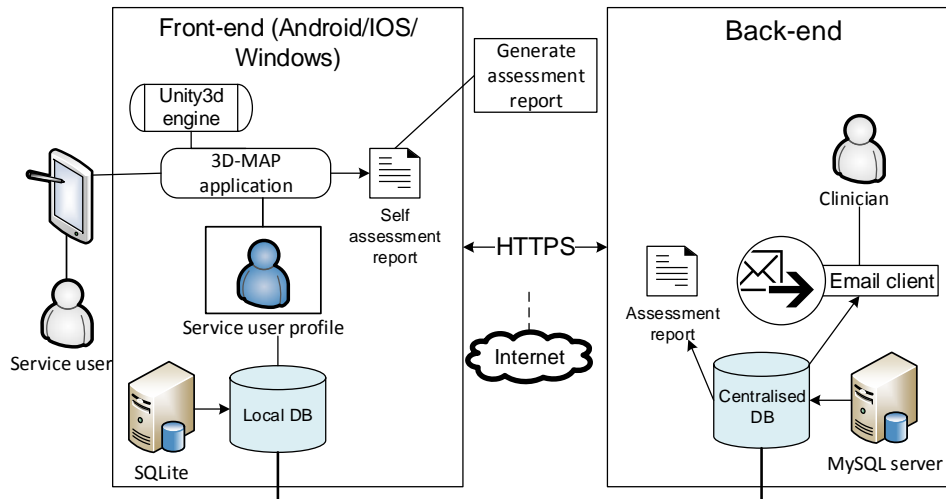 Front-end (Android/IOS/
Windows)
Unity3d
engine
3D-MAP
application
Self
assessment
report
Generate
assessment
report
Service user
Service user profile
Local DB
SQLite
HTTPS
Internet
Back-end
Clinician
Email client
Assessment
report
Centralised
DB
MySQL server